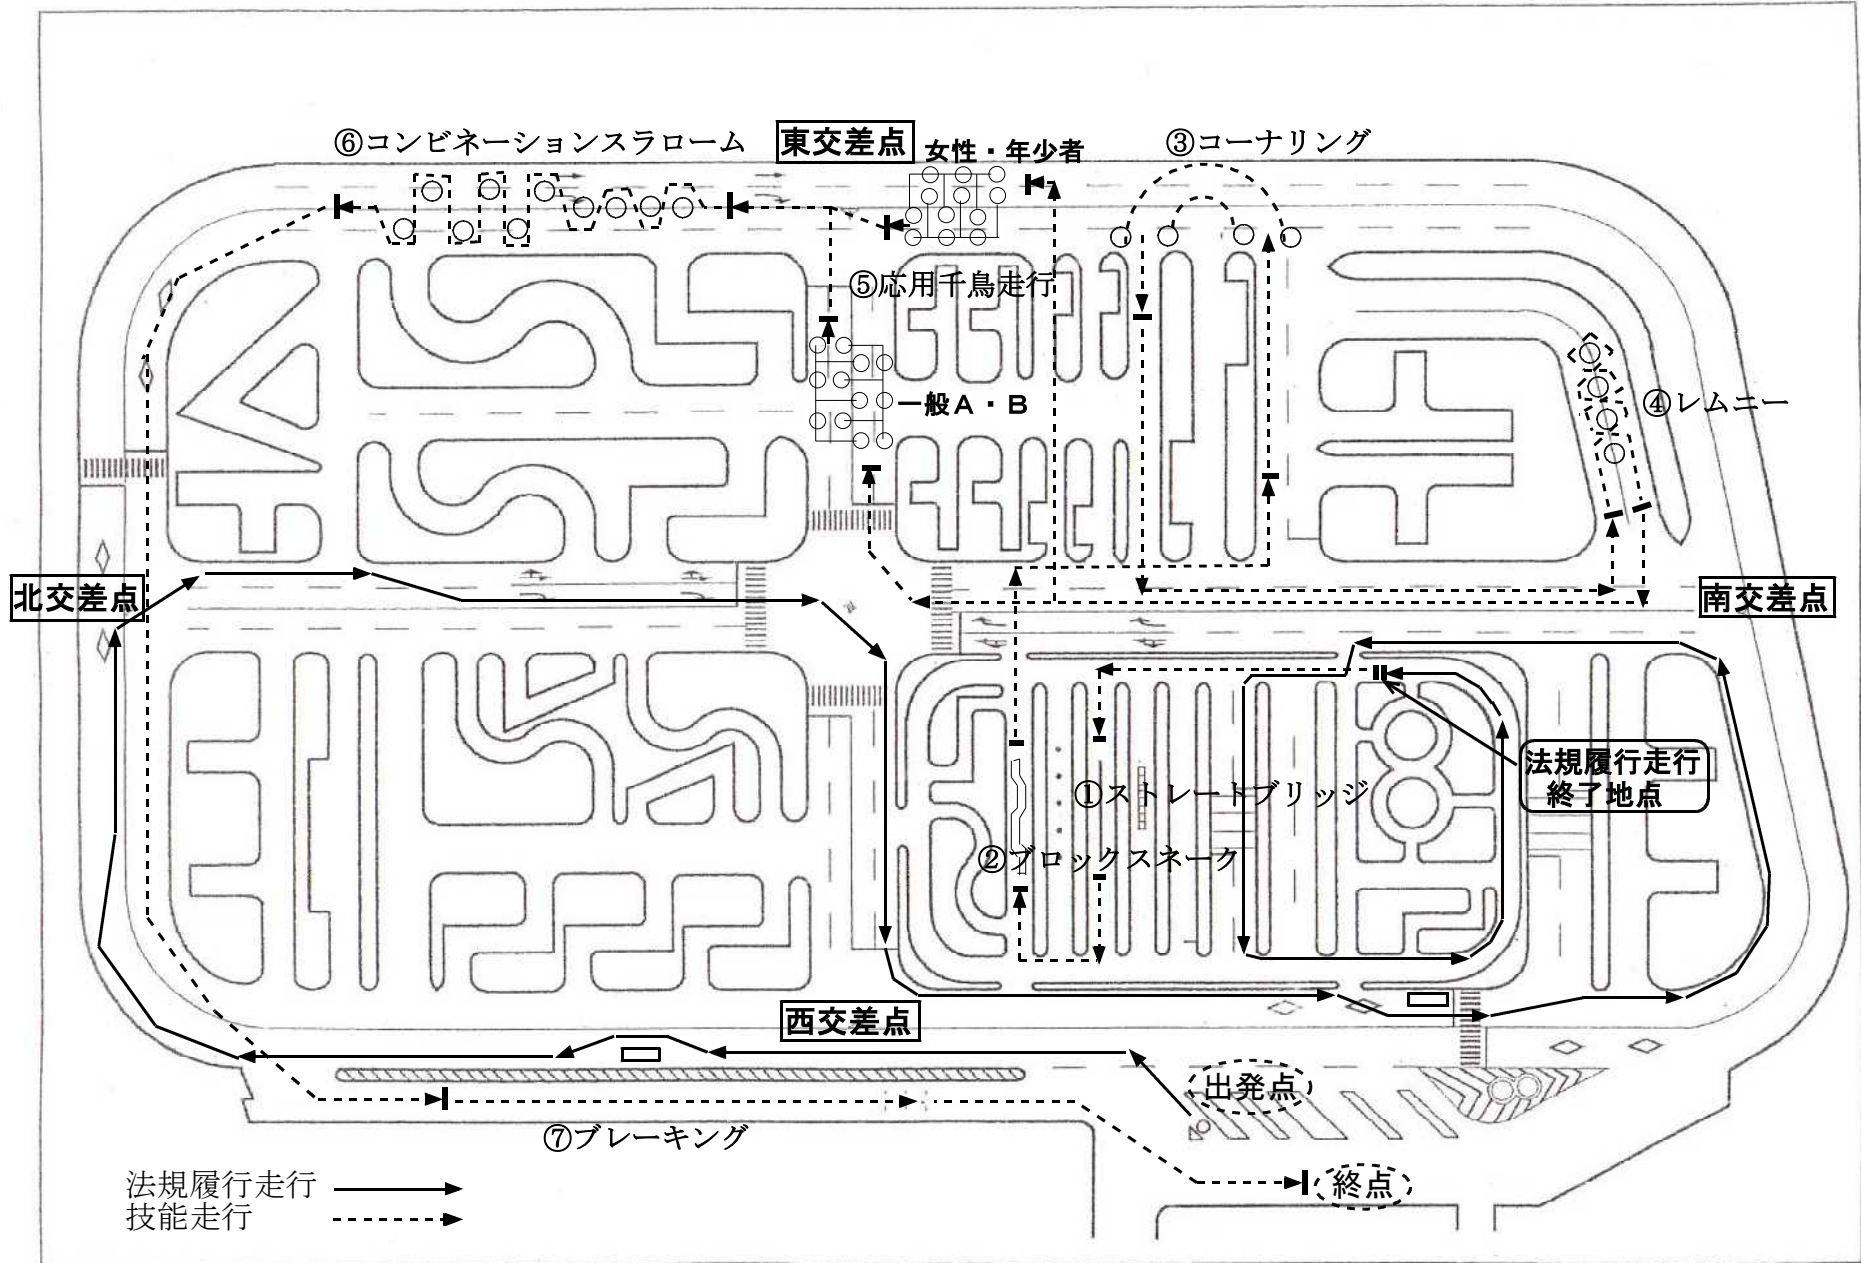 ⑥コンビネーションスラローム
東交差点
女性・年少者
③コーナリング
⑤応用千鳥走行
一般A・B
④レムニー
北交差点
南交差点
法規履行走行
終了地点
①ストレートブリッジ
②ブロックスネーク
西交差点
出発点
⑦ブレーキング
終点
法規履行走行
技能走行